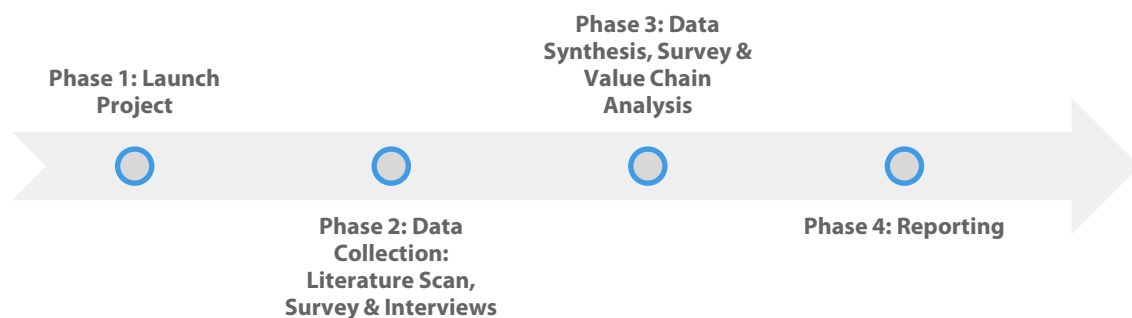 Phase 1: Launch
Project
Phase 2: Data
Collection:
Literature Scan,
Survey & Interviews
Phase 3: Data
Synthesis, Survey &
Value Chain
Analysis
Phase 4: Reporting